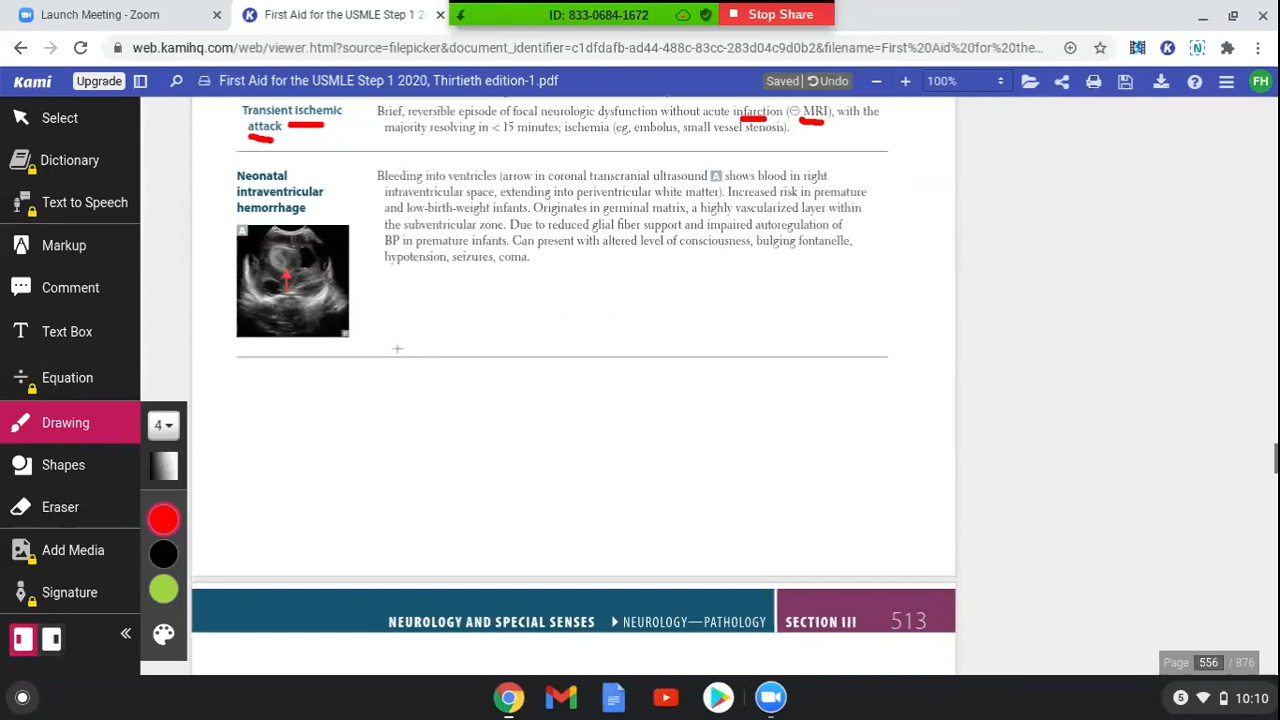 Launch Meeting - Zoom
First Aid for the USMLE Step 1 2
ID: 833-0684-1672
Stop Share
web.kamihq.com/web/viewer.html?source=filepicker&document_identifier=c1dfdafb-ad44-488c-83cc-283d04c9d0b2&filename=First%20Aid%20for%20the...
Kami
Upgrade
First Aid for the USMLE Step 1 2020, Thirtieth edition-1.pdf
Saved
Undo
100%
FH
Select
Dictionary
Text to Speech
Markup
Comment
Text Box
Equation
Drawing
Shapes
Eraser
Add Media
Signature
4
Transient ischemic
attack
Brief, reversible episode of focal neurologic dysfunction without acute infarction (⊖ MRI), with the
majority resolving in < 15 minutes; ischemia (eg, embolus, small vessel stenosis).
Neonatal
intraventricular
hemorrhage
A
Bleeding into ventricles (arrow in coronal transcranial ultrasound A shows blood in right
intraventricular space, extending into periventricular white matter). Increased risk in premature
and low-birth-weight infants. Originates in germinal matrix, a highly vascularized layer within
the subventricular zone. Due to reduced glial fiber support and impaired autoregulation of
BP in premature infants. Can present with altered level of consciousness, bulging fontanelle,
hypotension, seizures, coma.
NEUROLOGY AND SPECIAL SENSES ▶ NEUROLOGY—PATHOLOGY
SECTION III
513
Page 556 / 876
5
10:10